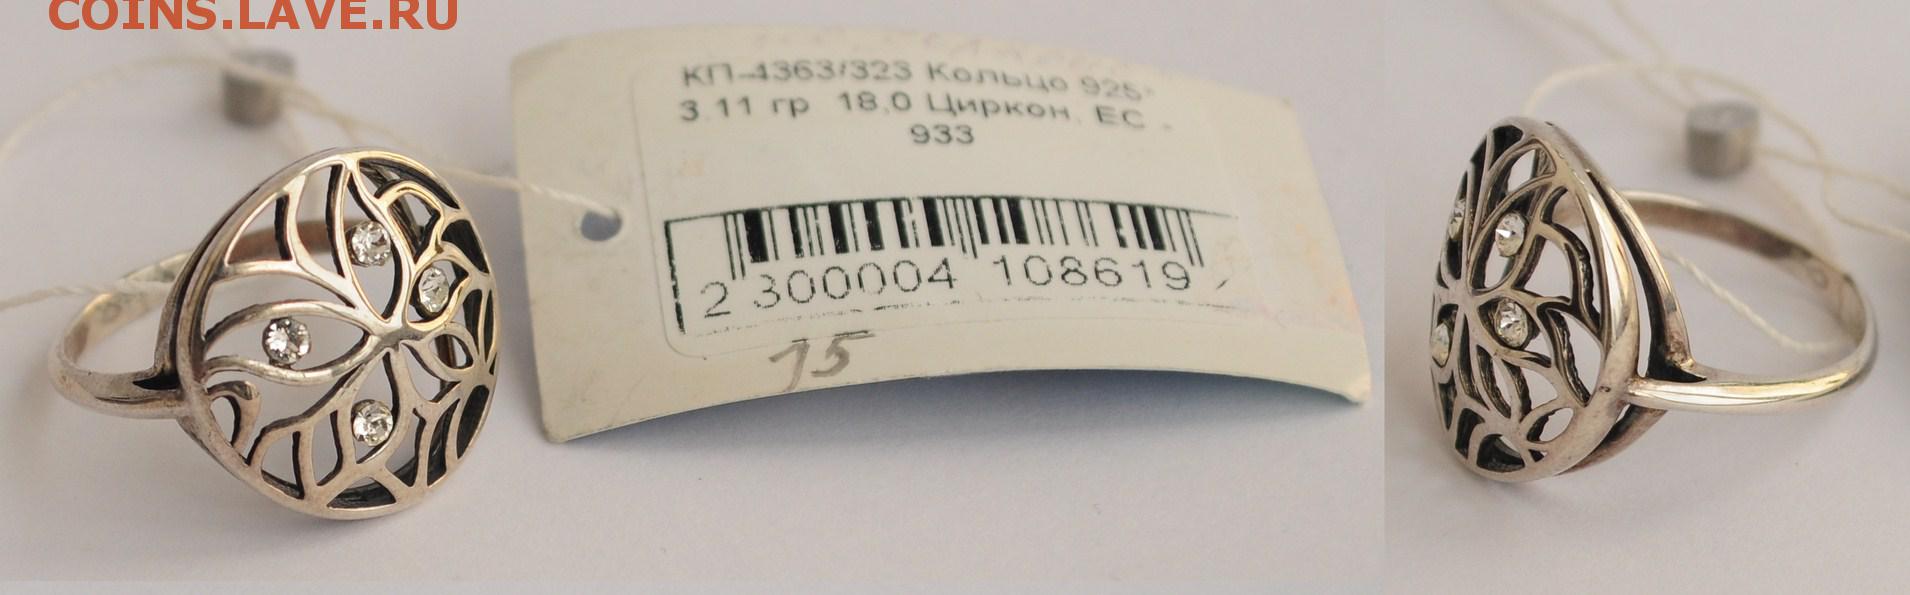 COINS.LAVE.RU
КП-4363/323 Кольцо 925*
3.11 гр 18,0 Циркон, ЕС -
933
2 300004 108619
15